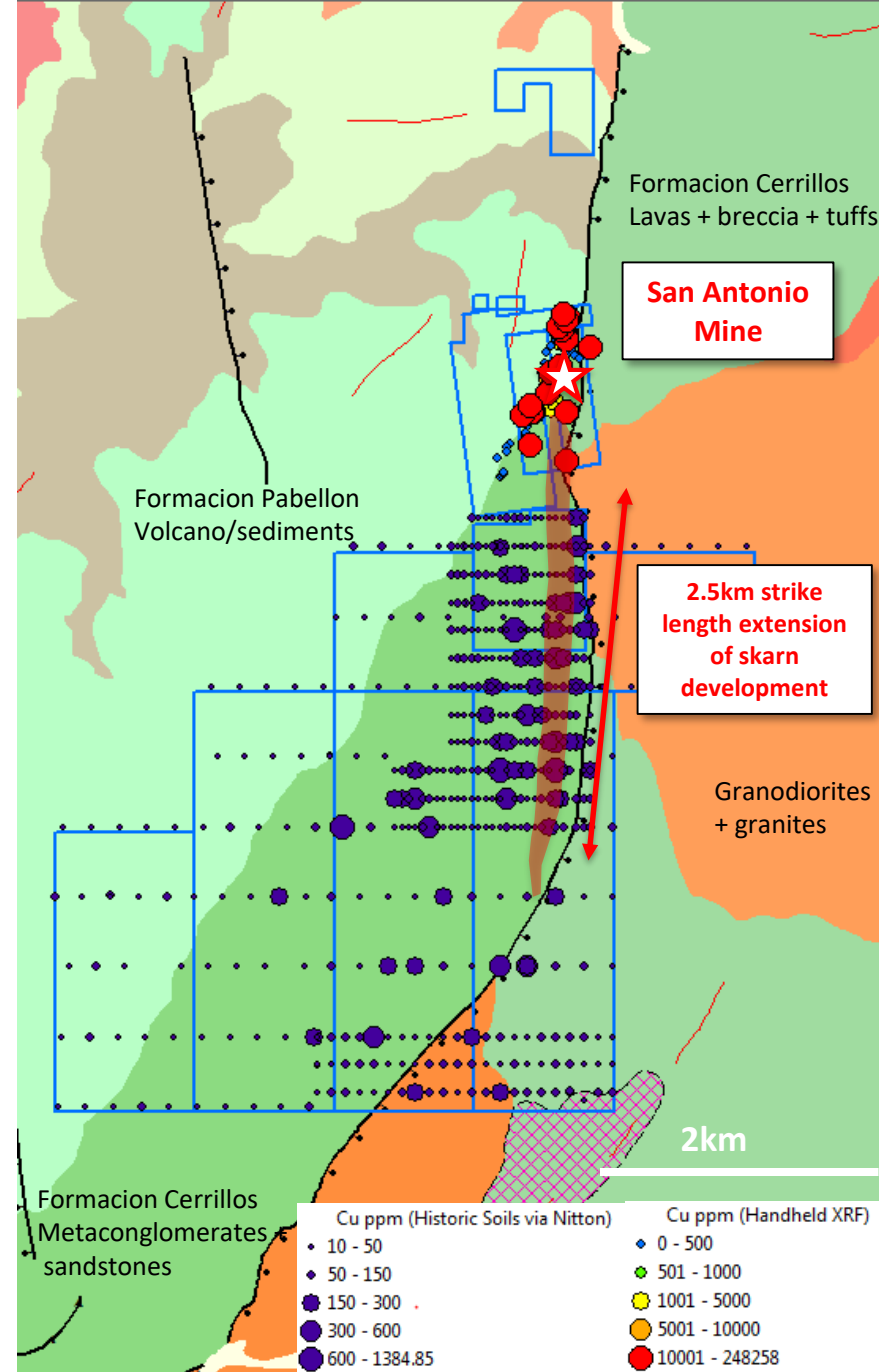 Formacion Cerrillos
Lavas + breccia + tuffs
San Antonio
Mine
Formacion Pabellon
Volcano/sediments
2.5km strike
length extension
of skarn
development
Granodiorites
+ granites
2km
Formacion Cerrillos
Metaconglomerates
sandstones
Cu ppm (Historic Soils via Nitton)
10 - 50
50 - 150
150 - 300
300 - 600
600 - 1384.85
Cu ppm (Handheld XRF)
0 - 500
501 - 1000
1001 - 5000
5001 - 10000
10001 - 248258